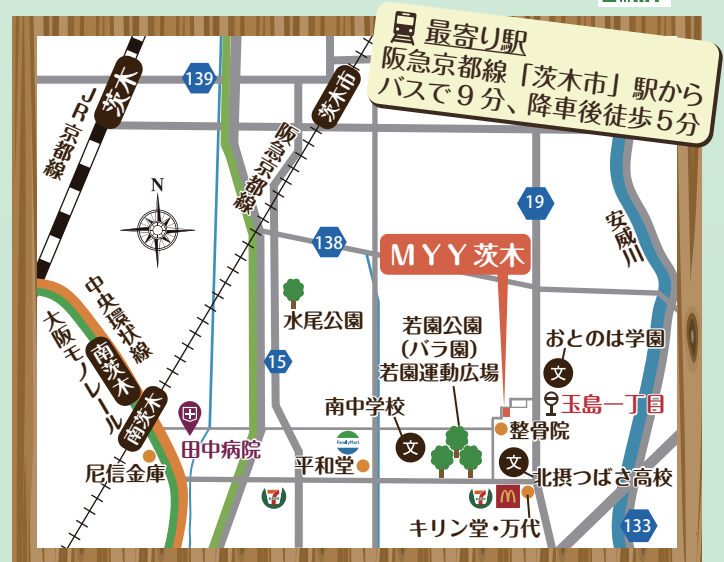 最寄り駅
阪急京都線「茨木市」駅から
バスで9分、降車後徒歩5分
茨木
JR京都線
139
茨木市
阪急京都線
N
138
19
安威川
MYY茨木
中央環状線
大阪モノレール
南茨木
南茨木
水尾公園
15
若園公園
(バラ園)
若園運動広場
おとのは学園
文
玉島一丁目
南中学校
文
整骨院
田中病院
FamilyMart
平和堂
尼信金庫
文
北摂つばさ高校
7
7
M
キリン堂・万代
133